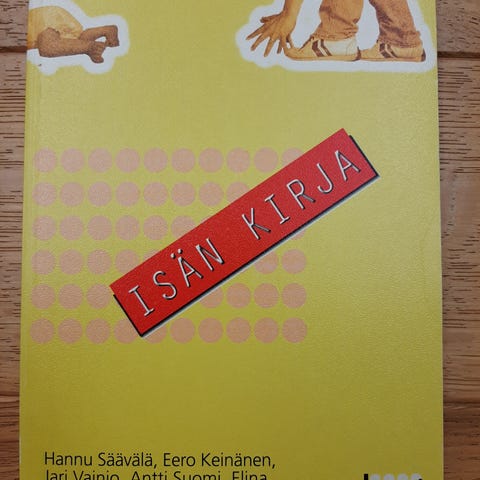 ISÄN KIRJA
Hannu Säävälä, Eero Keinänen,
Jari Vainio, Antti Suomi, Elina